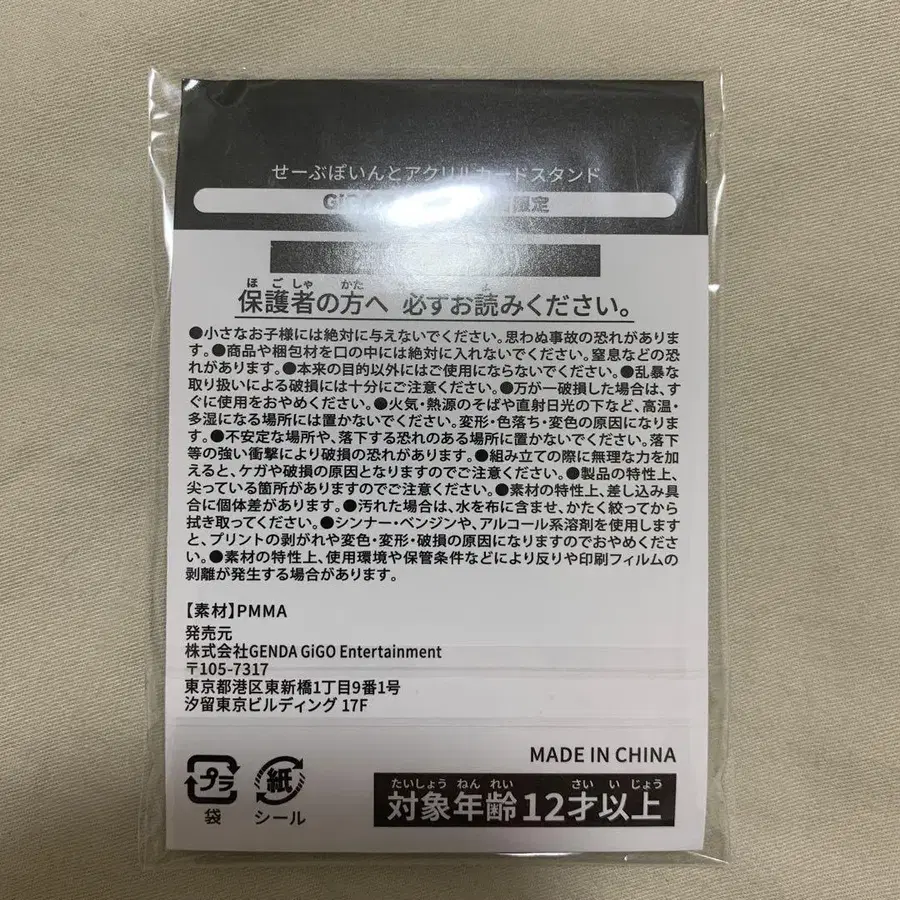 せーぶぽいんとアクリルカードスタンド
限定
ほごしゃ かた
保護者の方へ 必ずお読みください。
●小さなお子様には絶対に与えないでください。思わぬ事故の恐れがありま
す。●商品や梱包材を口の中には絶対に入れないでください。窒息などの恐
れがあります。●本来の目的以外にはご使用にならないでください。●乱暴な
取り扱いによる破損には十分にご注意ください。●万が一破損した場合は、す
ぐに使用をおやめください。●火気・熱源のそばや直射日光の下など、高温・
多湿になる場所には置かないでください。変形・色落ち・変色の原因になりま
す。●不安定な場所や、落下する恐れのある場所に置かないでください。落下
等の強い衝撃により破損の恐れがあります。●組み立ての際に無理な力を加
えると、ケガや破損の原因となりますのでご注意ください。●製品の特性上、
尖っている箇所がありますのでご注意ください。●素材の特性上、差し込み具
合に個体差があります。●汚れた場合は、水を布に含ませ、かたく絞ってから
拭き取ってください。●シンナー・ベンジンや、アルコール系溶剤を使用します
と、プリントの剥がれや変色・変形・破損の原因になりますのでおやめくださ
い。●素材の特性上、使用環境や保管条件などにより反りや印刷フィルムの
剥離が発生する場合があります。
【素材】PMMA
発売元
株式会社GENDA GiGO Entertainment
〒105-7317
東京都港区東新橋1丁目9番1号
汐留東京ビルディング 17F
MADE IN CHINA
プラ 紙
袋 シール
たいしょう ねん れい さい い じょう
対象年齢12才以上